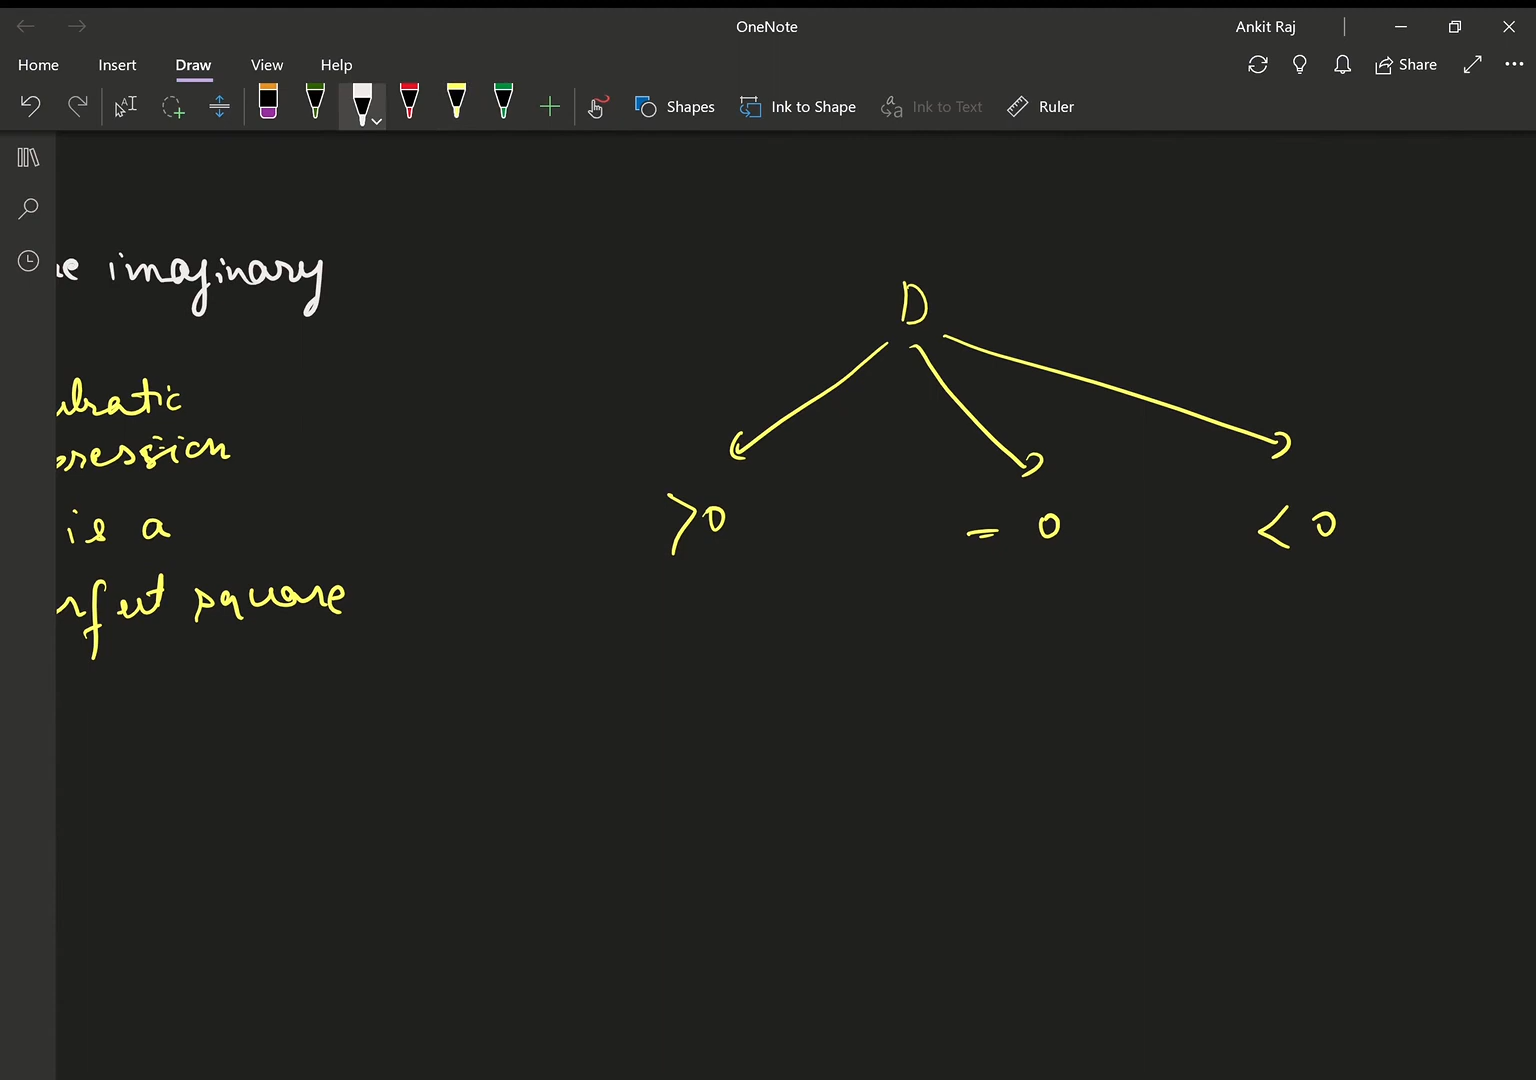 OneNote
Ankit Raj
Home Insert Draw View Help
Share
Shapes Ink to Shape Ink to Text Ruler
imaginary
D
>0 = 0 < 0
is a
square